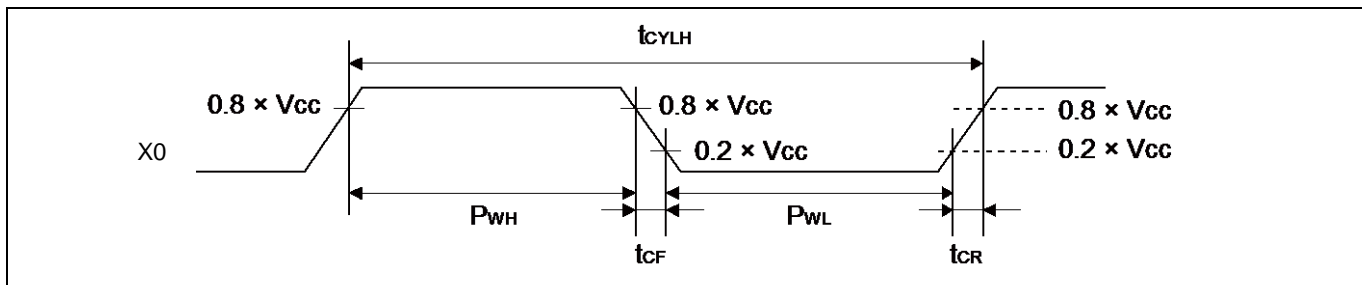 tCYLH
0.8 × Vcc
0.8 × Vcc
0.8 × Vcc
X0
0.2 × Vcc
0.2 × Vcc
PWH
PWL
tCF
tCR